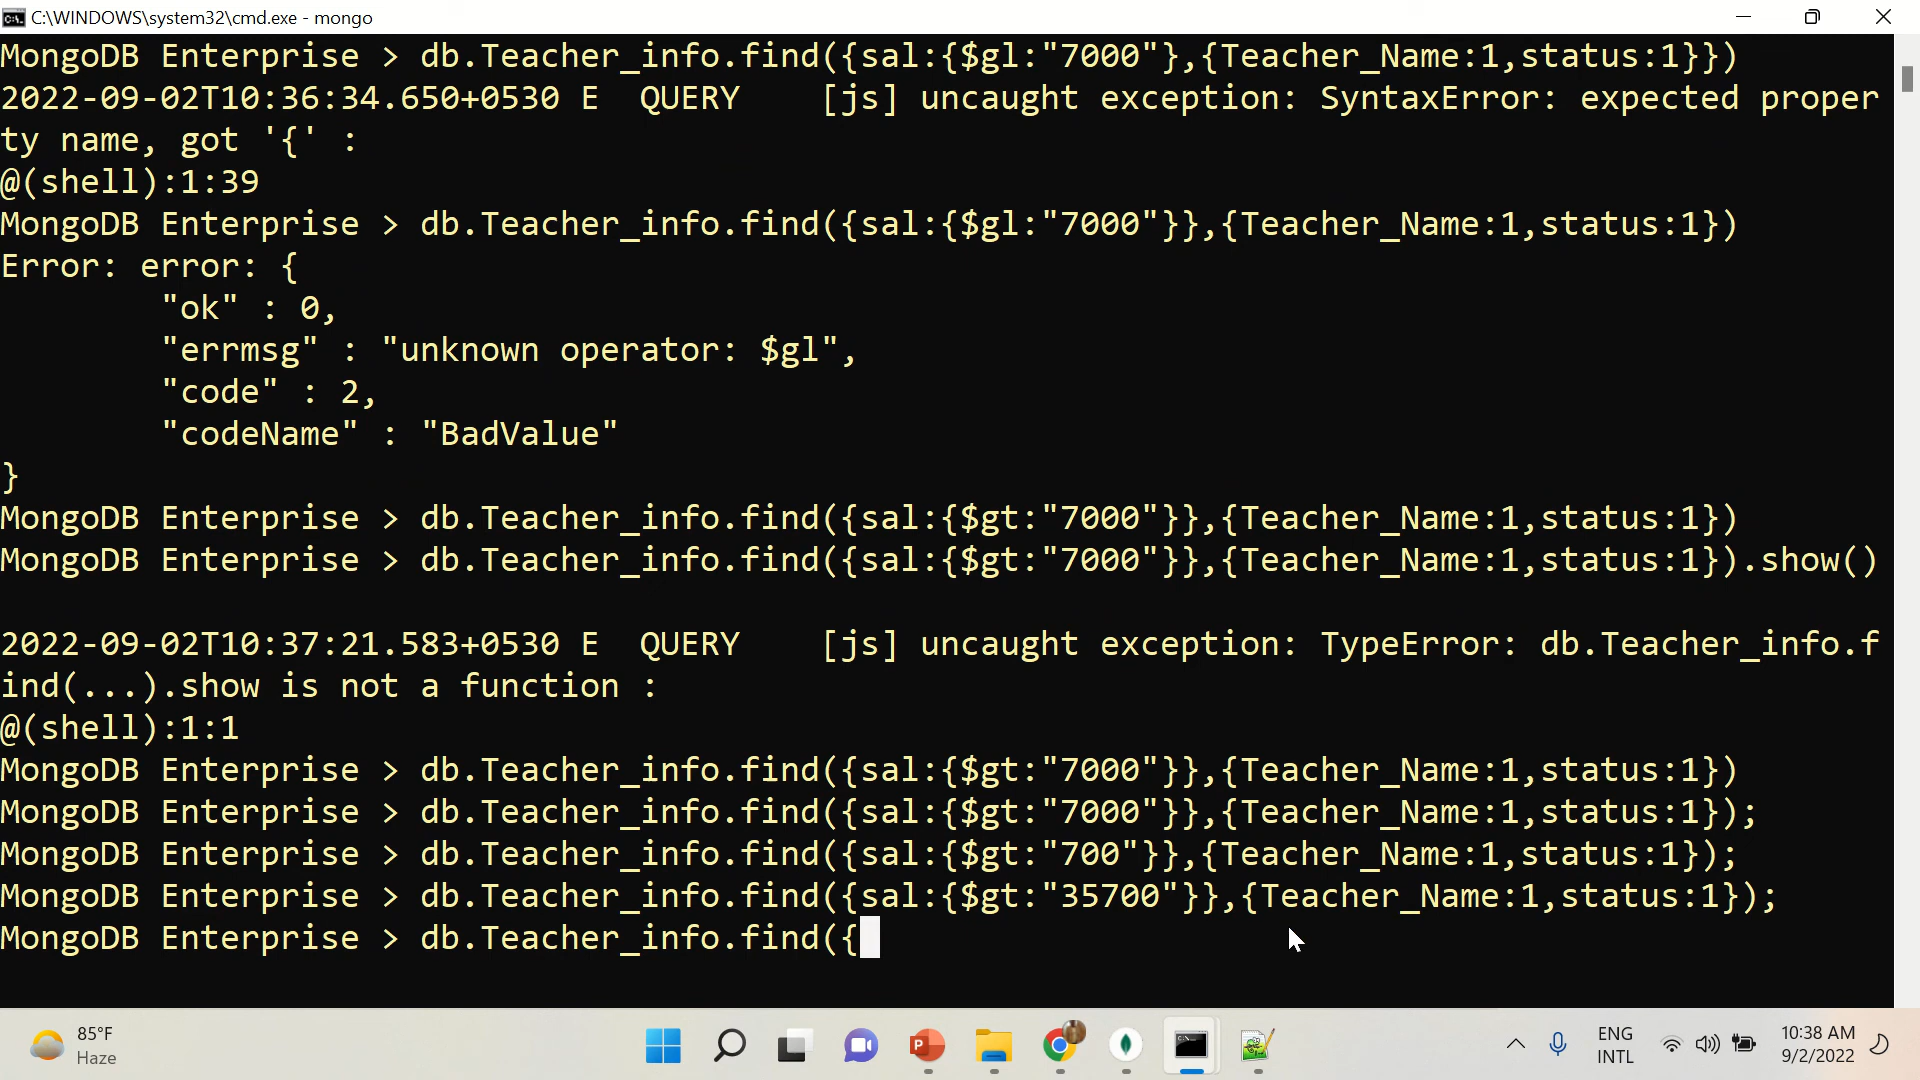 C:\WINDOWS\system32\cmd.exe - mongo
MongoDB Enterprise > db.Teacher_info.find({sal:{$gl:"7000"},{Teacher_Name:1,status:1}})
2022-09-02T10:36:34.650+0530 E  QUERY    [js] uncaught exception: SyntaxError: expected proper
ty name, got '{' :
@(shell):1:39
MongoDB Enterprise > db.Teacher_info.find({sal:{$gl:"7000"}},{Teacher_Name:1,status:1})
Error: error: {
        "ok" : 0,
        "errmsg" : "unknown operator: $gl",
        "code" : 2,
        "codeName" : "BadValue"
}
MongoDB Enterprise > db.Teacher_info.find({sal:{$gt:"7000"}},{Teacher_Name:1,status:1})
MongoDB Enterprise > db.Teacher_info.find({sal:{$gt:"7000"}},{Teacher_Name:1,status:1}).show()
2022-09-02T10:37:21.583+0530 E  QUERY    [js] uncaught exception: TypeError: db.Teacher_info.f
ind(...).show is not a function :
@(shell):1:1
MongoDB Enterprise > db.Teacher_info.find({sal:{$gt:"7000"}},{Teacher_Name:1,status:1})
MongoDB Enterprise > db.Teacher_info.find({sal:{$gt:"7000"}},{Teacher_Name:1,status:1});
MongoDB Enterprise > db.Teacher_info.find({sal:{$gt:"700"}},{Teacher_Name:1,status:1});
MongoDB Enterprise > db.Teacher_info.find({sal:{$gt:"35700"}},{Teacher_Name:1,status:1});
MongoDB Enterprise > db.Teacher_info.find({
85°F
Haze
ENG
INTL
10:38 AM
9/2/2022